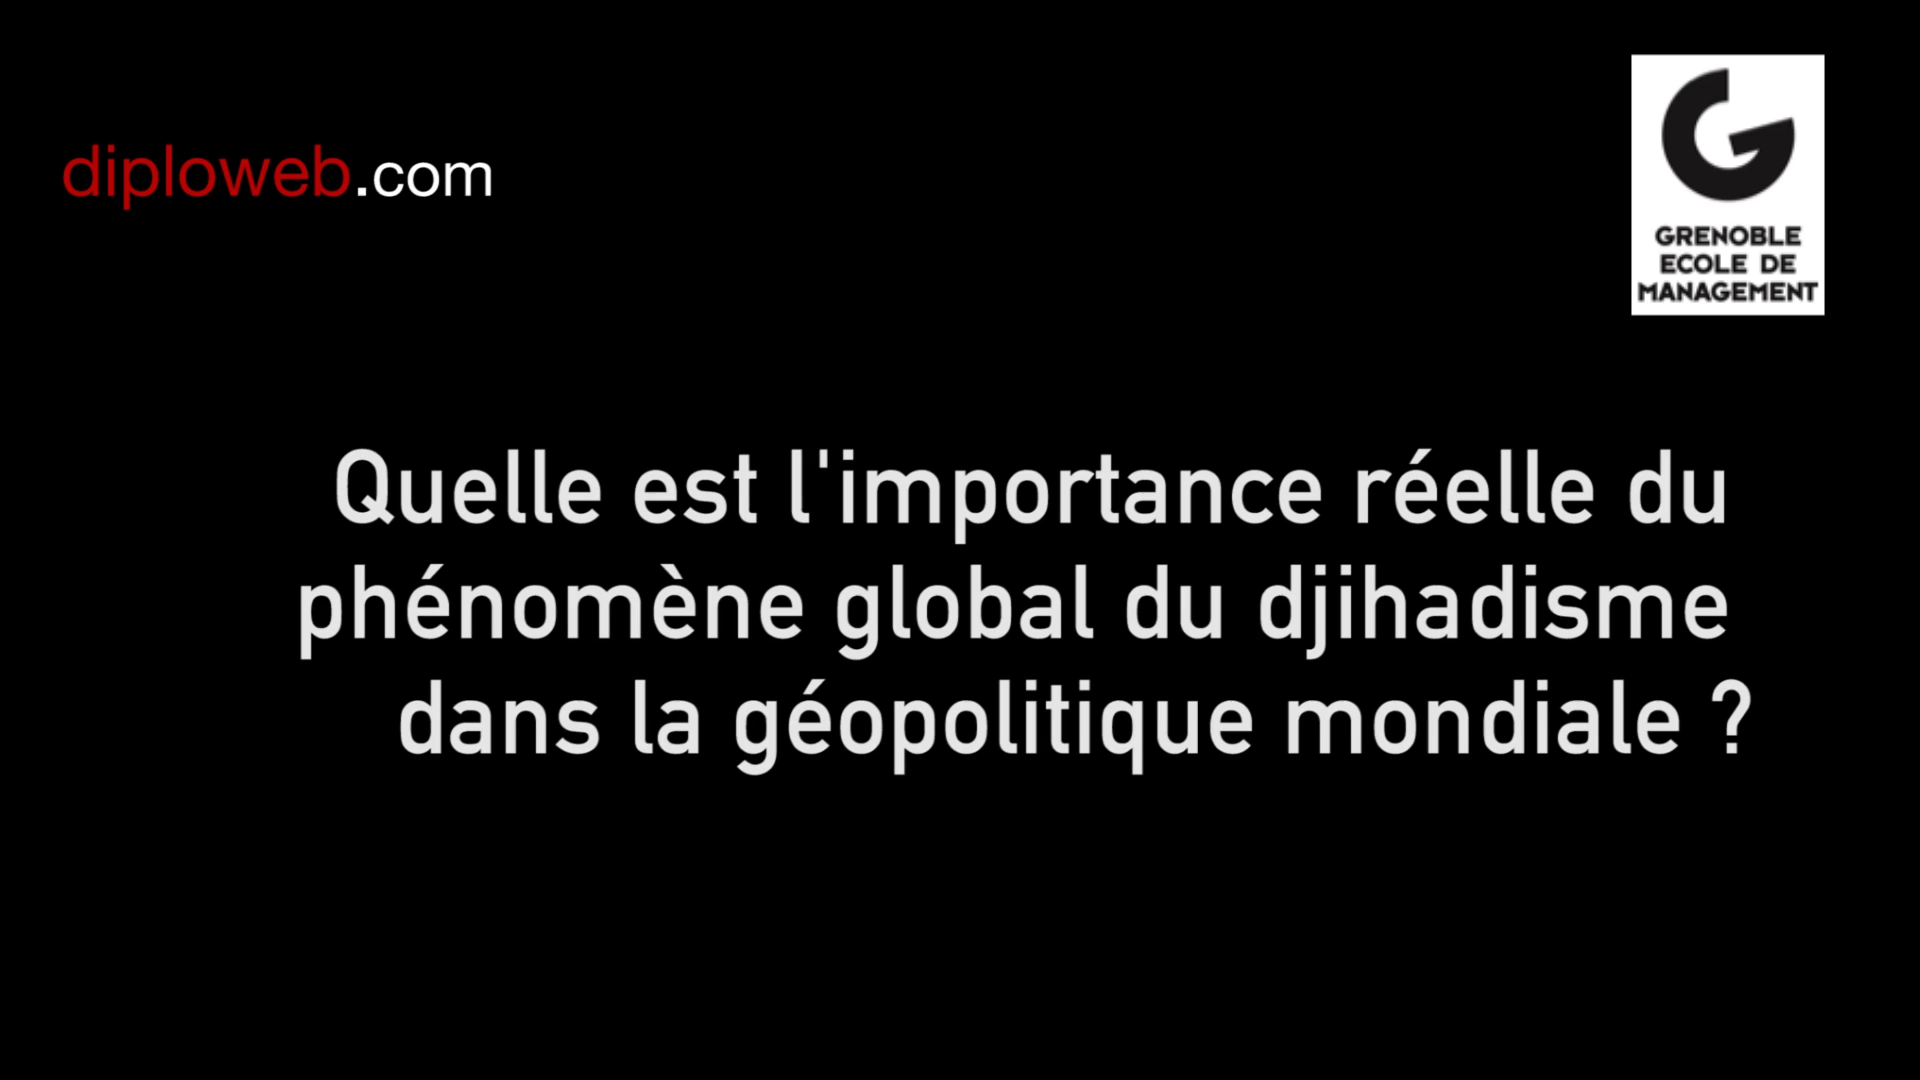 diploweb.com
GRENOBLE
ECOLE DE
MANAGEMENT
Quelle est l'importance réelle du
phénomène global du djihadisme
dans la géopolitique mondiale ?